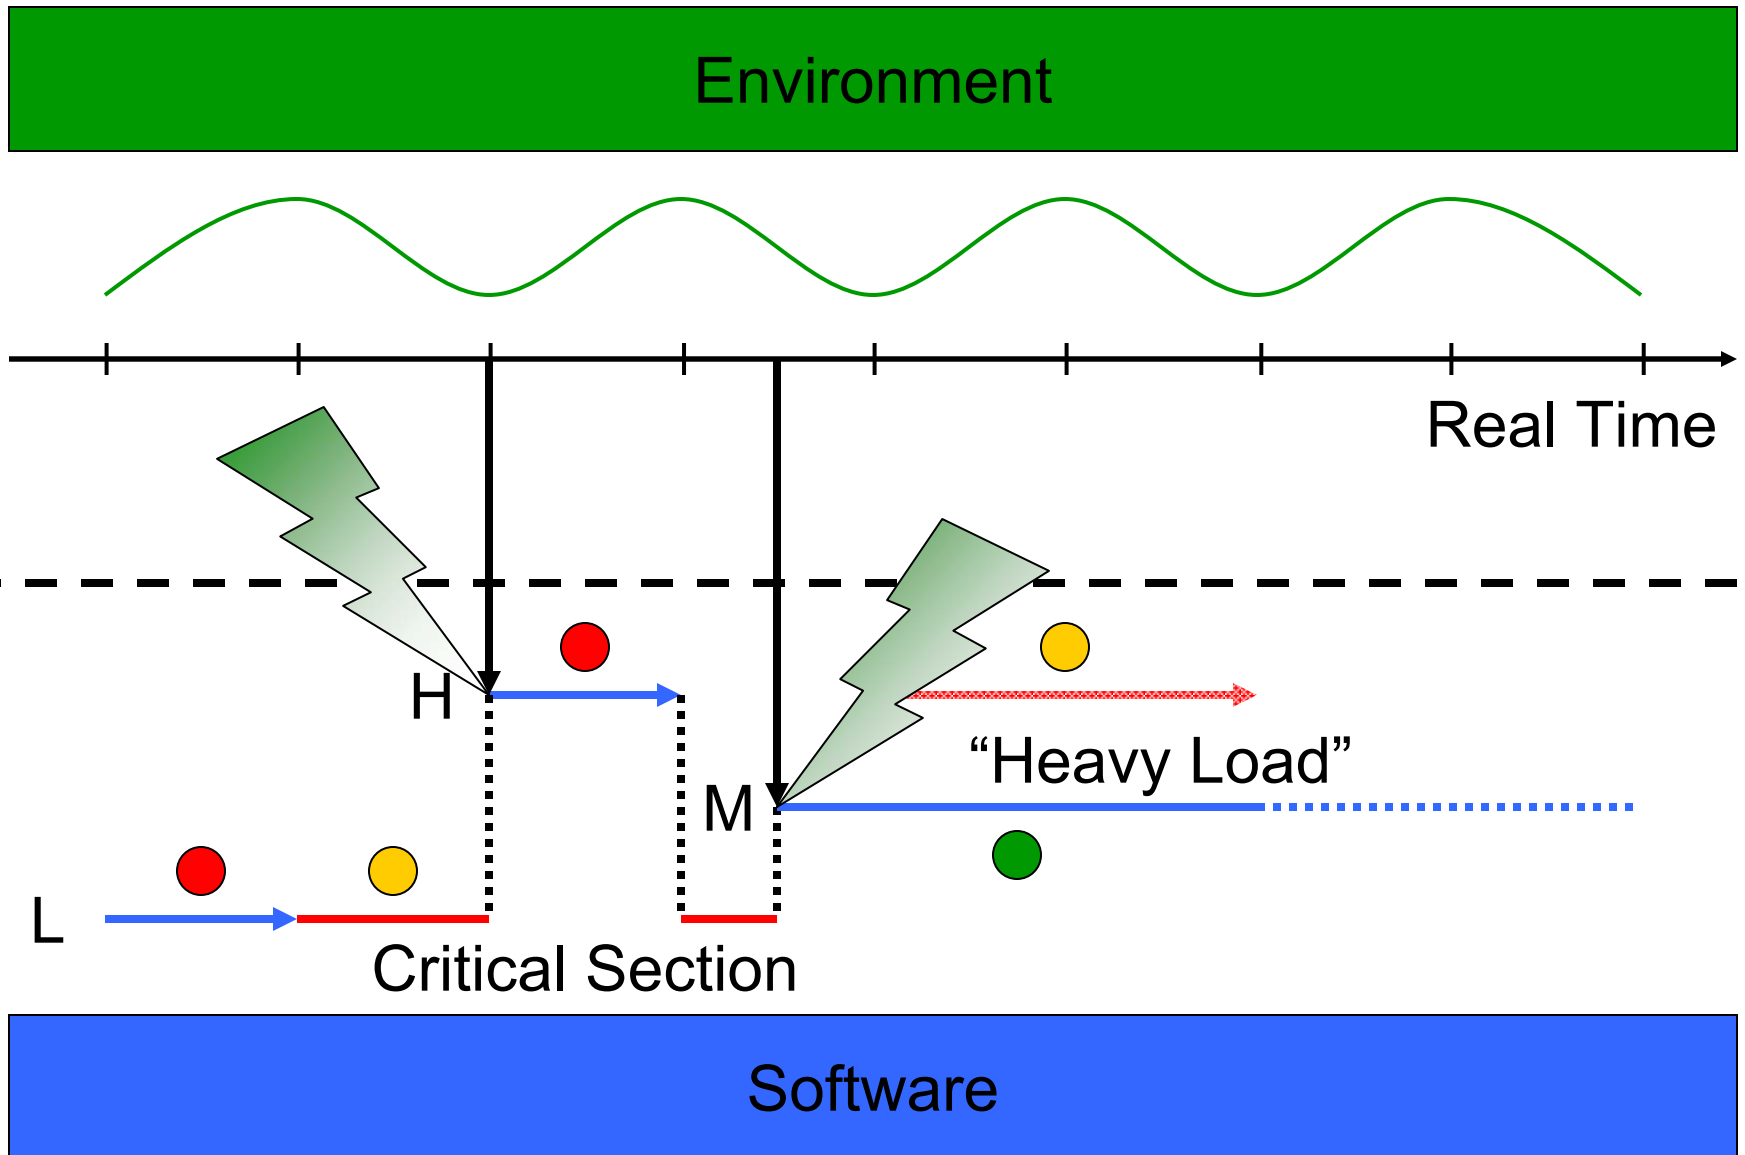 Environment
Real Time
H
“Heavy Load”
M
L
Critical Section
Software